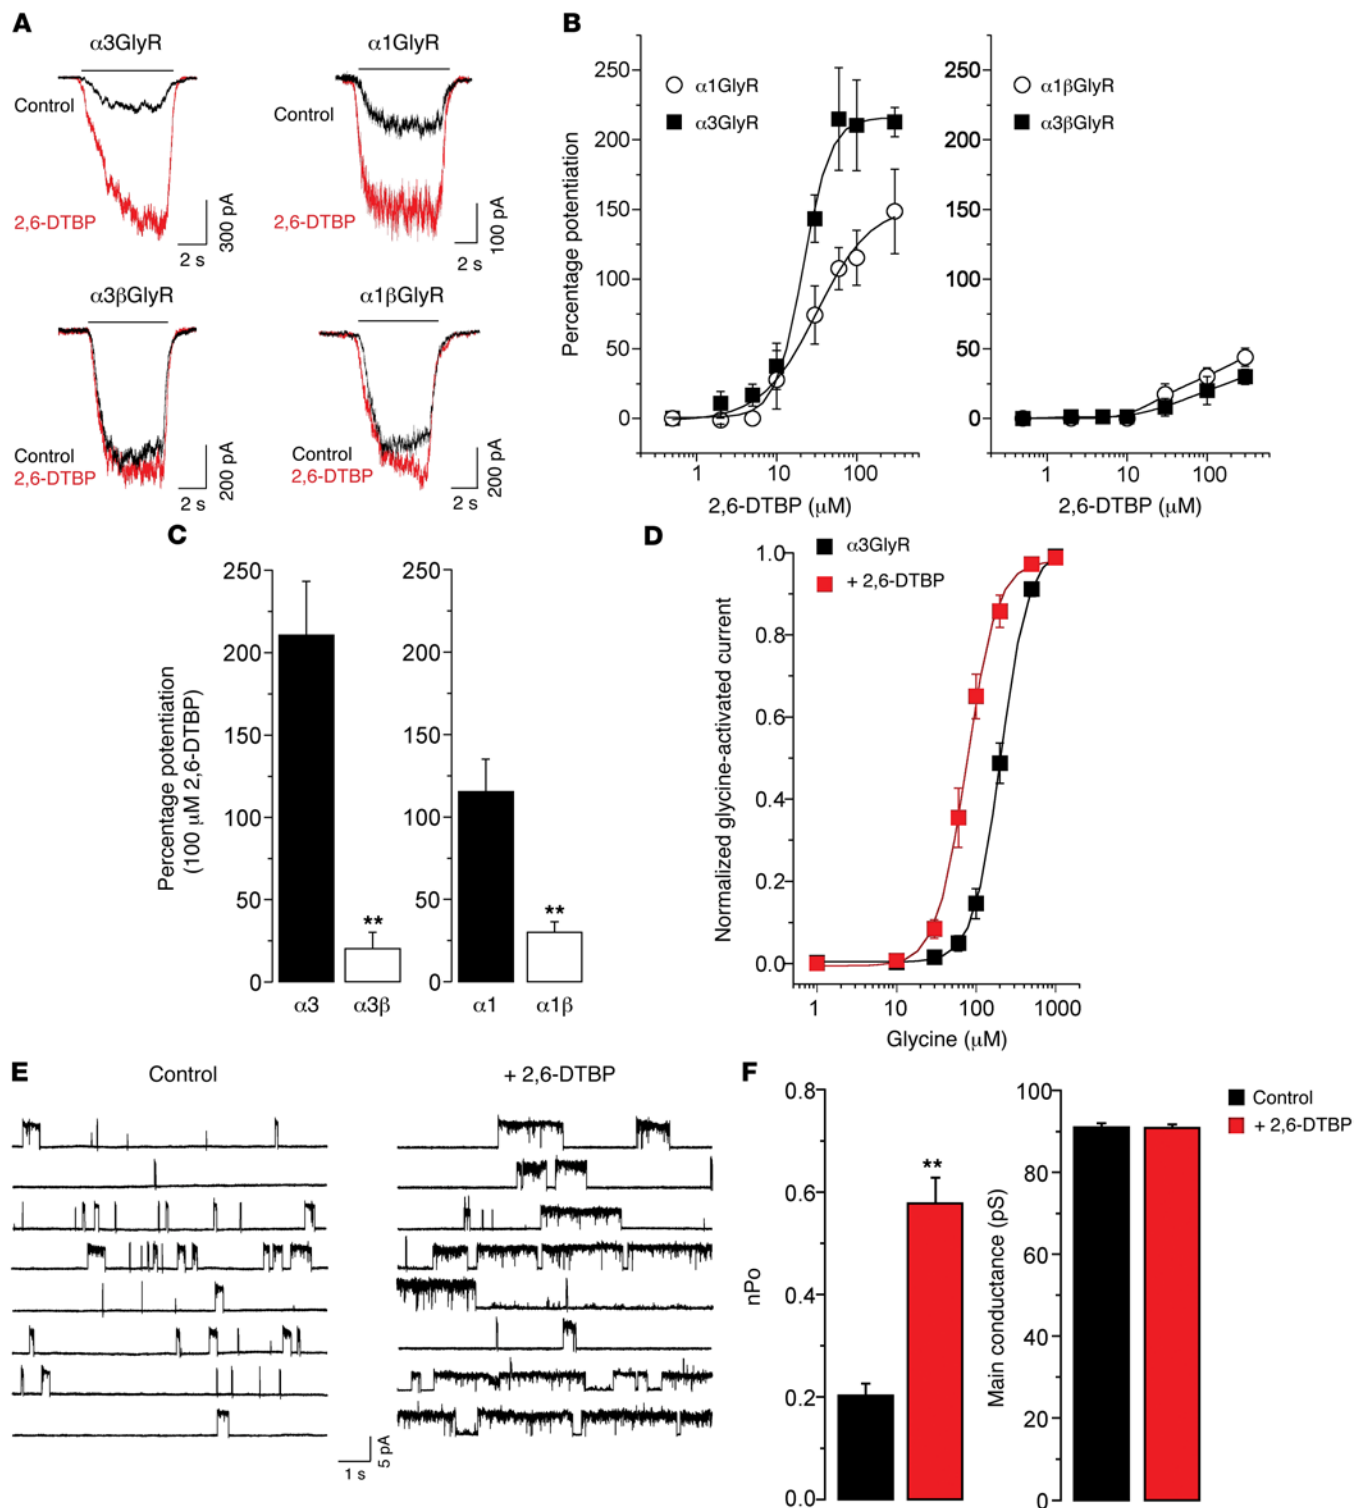 A
α3GlyR
Control
2,6-DTBP
300 pA
2 s
α1GlyR
Control
2,6-DTBP
100 pA
2 s
α3βGlyR
Control
2,6-DTBP
200 pA
2 s
α1βGlyR
Control
2,6-DTBP
200 pA
2 s
B
Percentage potentiation
250
200
150
100
50
0
α1GlyR
α3GlyR
1 10 100
2,6-DTBP (μM)
250
200
150
100
50
0
α1βGlyR
α3βGlyR
1 10 100
2,6-DTBP (μM)
C
Percentage potentiation
(100 μM 2,6-DTBP)
250
200
150
100
50
0
**
α3 α3β
250
200
150
100
50
0
**
α1 α1β
D
α3GlyR
+ 2,6-DTBP
Normalized glycine-activated current
1.0
0.8
0.6
0.4
0.2
0.0
1 10 100 1000
Glycine (μM)
E
Control
+ 2,6-DTBP
1 s
5 pA
F
nPo
0.8
0.6
0.4
0.2
0.0
**
Main conductance (pS)
100
80
60
40
20
0
Control
+ 2,6-DTBP